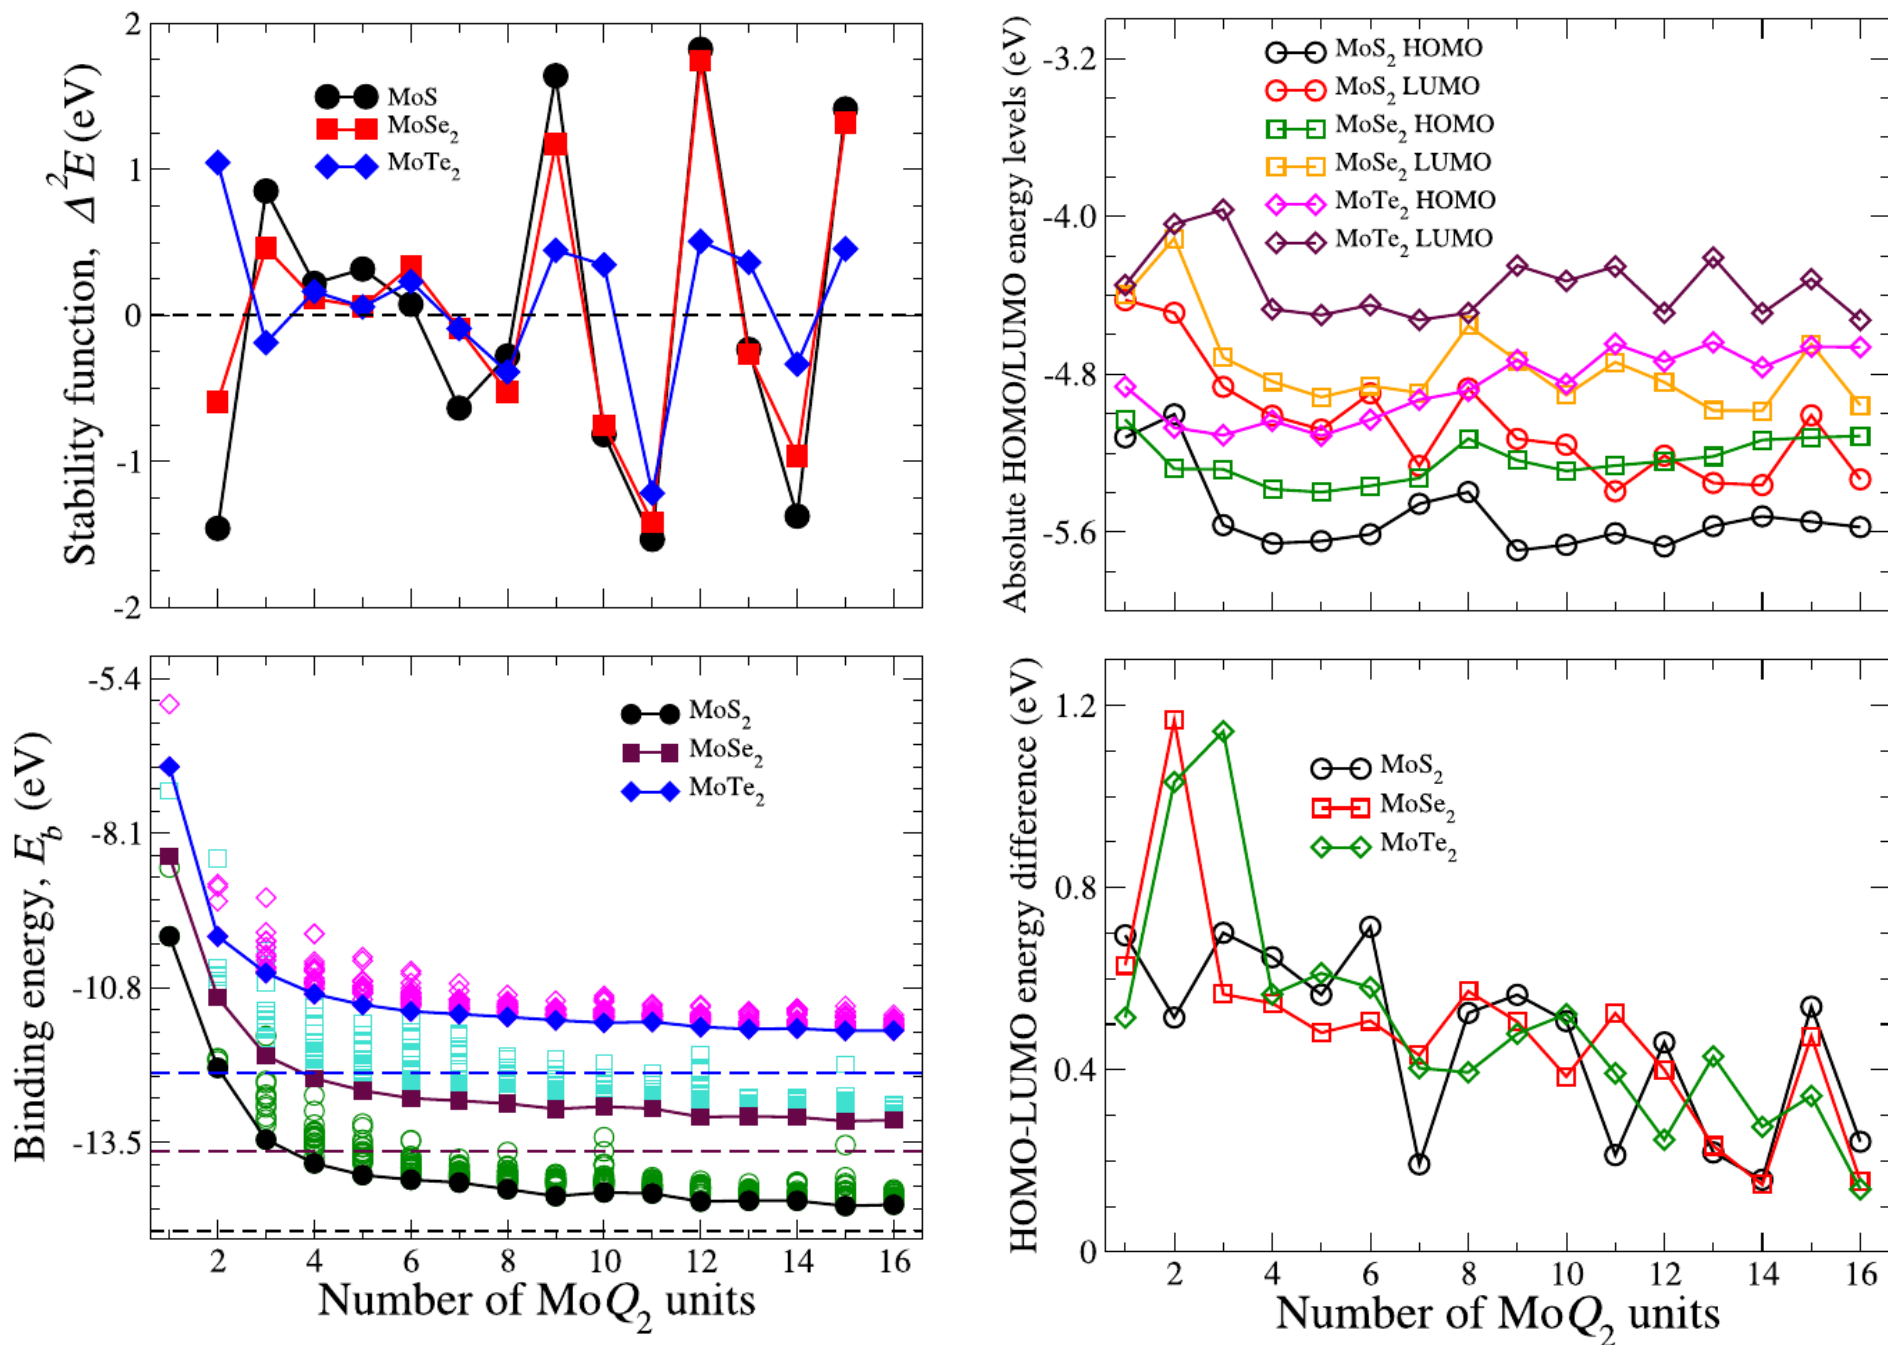 Stability function, Δ²E (eV)
2
1
0
-1
-2
MoS
MoSe₂
MoTe₂
Absolute HOMO/LUMO energy levels (eV)
-3.2
-4.0
-4.8
-5.6
MoS₂ HOMO
MoS₂ LUMO
MoSe₂ HOMO
MoSe₂ LUMO
MoTe₂ HOMO
MoTe₂ LUMO
Binding energy, E_b (eV)
-5.4
-8.1
-10.8
-13.5
MoS₂
MoSe₂
MoTe₂
2 4 6 8 10 12 14 16
Number of MoQ₂ units
HOMO-LUMO energy difference (eV)
1.2
0.8
0.4
0
MoS₂
MoSe₂
MoTe₂
2 4 6 8 10 12 14 16
Number of MoQ₂ units